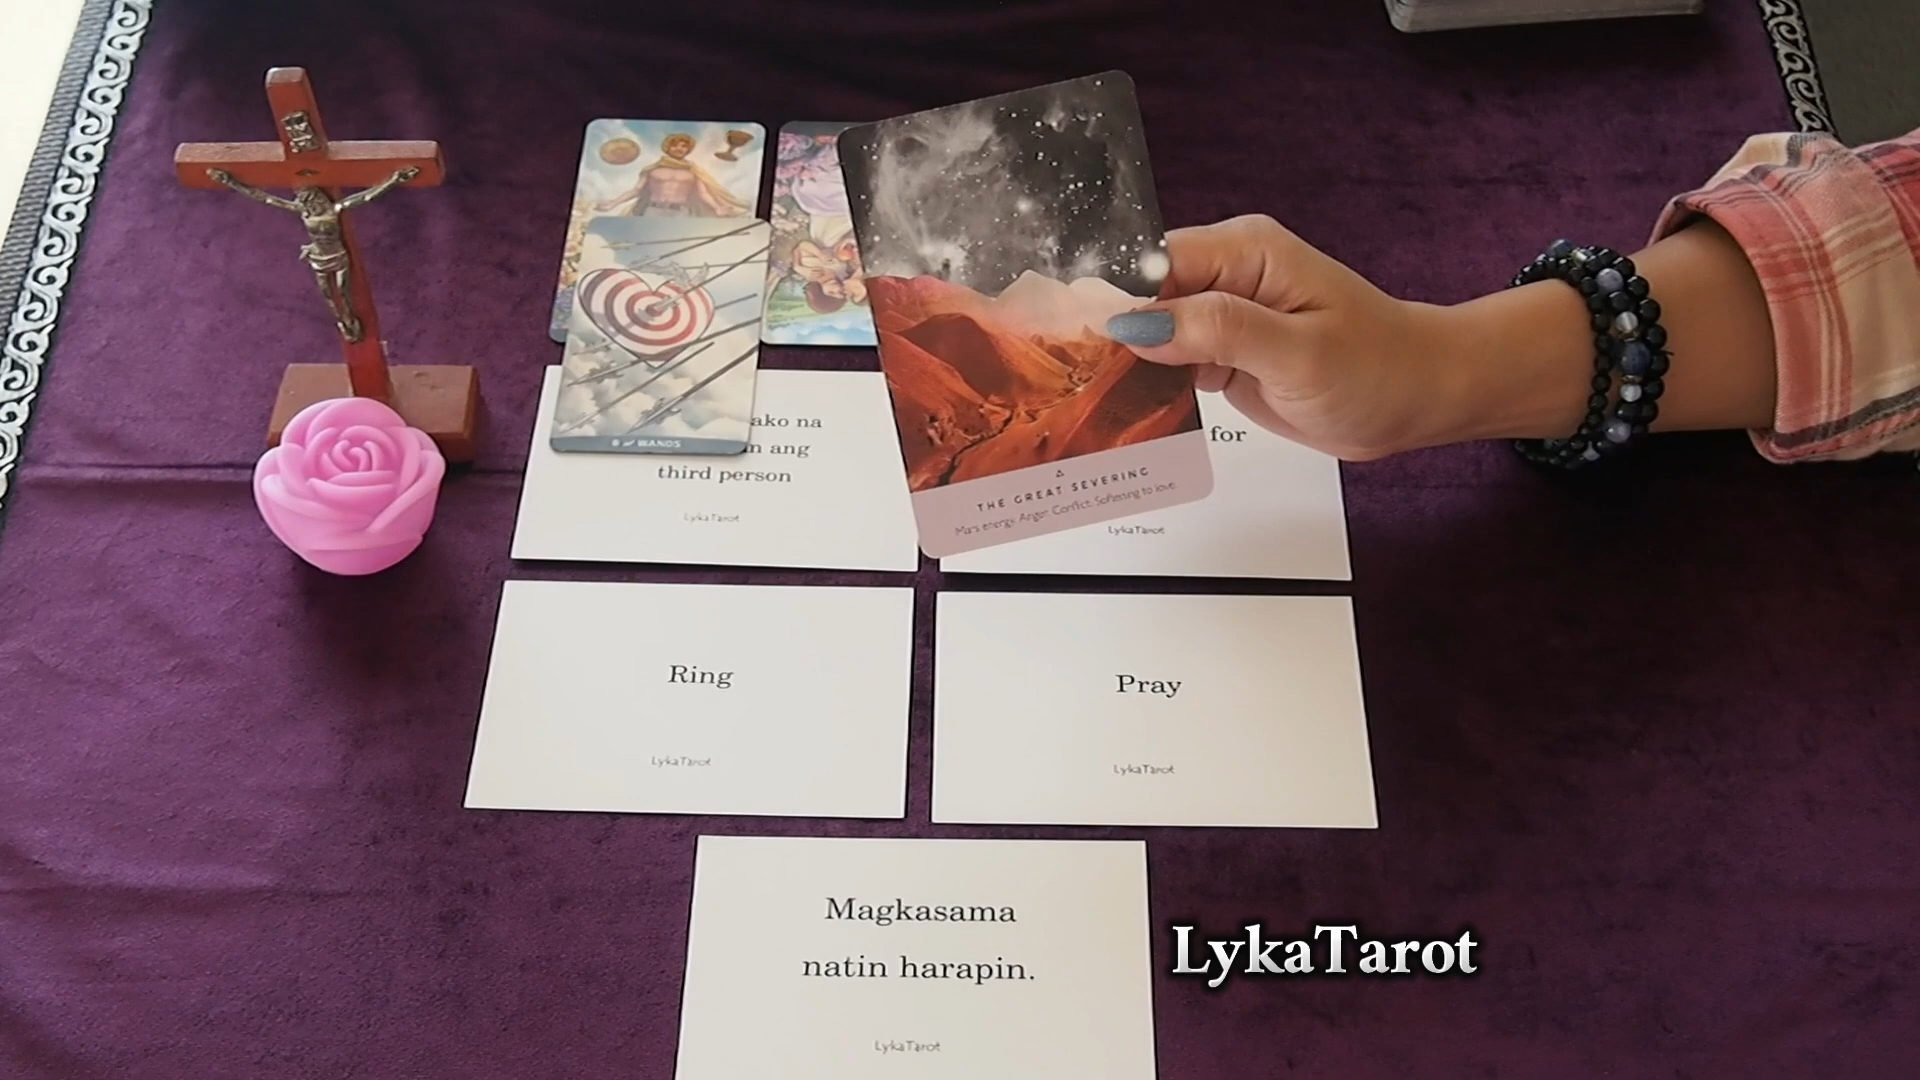 8 of WANDS
ako na
ang
third person
LykaTarot
THE GREAT SEVERING
Mars energy. Anger. Conflict. Softening to love.
for
LykaTarot
Ring
LykaTarot
Pray
LykaTarot
Magkasama
natin harapin.
LykaTarot
LykaTarot